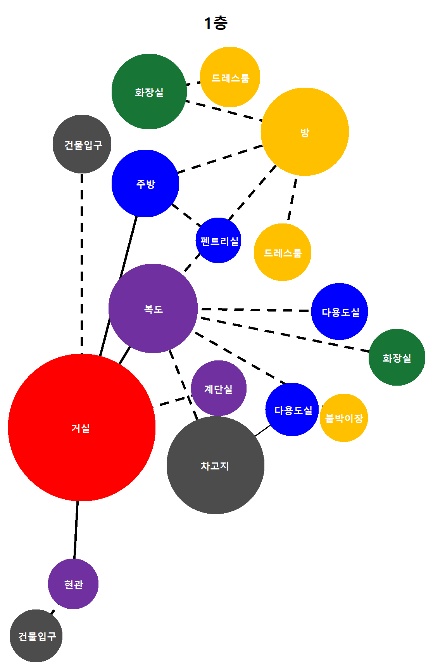 1층
드레스룸
화장실
방
건물입구
주방
펜트리실
드레스룸
복도
다용도실
화장실
계단실
다용도실
붙박이장
거실
차고지
현관
건물입구